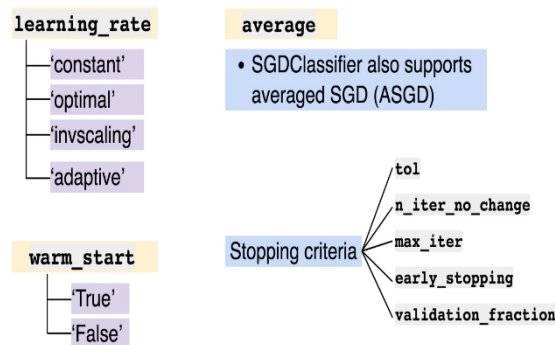 learning_rate
‘constant’
‘optimal’
‘invscaling’
‘adaptive’
warm_start
‘True’
‘False’
average
• SGDClassifier also supports
averaged SGD (ASGD)
Stopping criteria
tol
n_iter_no_change
max_iter
early_stopping
validation_fraction